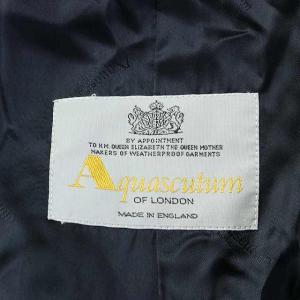 BY APPOINTMENT
TO H.M. QUEEN ELIZABETH THE QUEEN MOTHER
MAKERS OF WEATHERPROOF GARMENTS
Aquascutum
OF LONDON
MADE IN ENGLAND